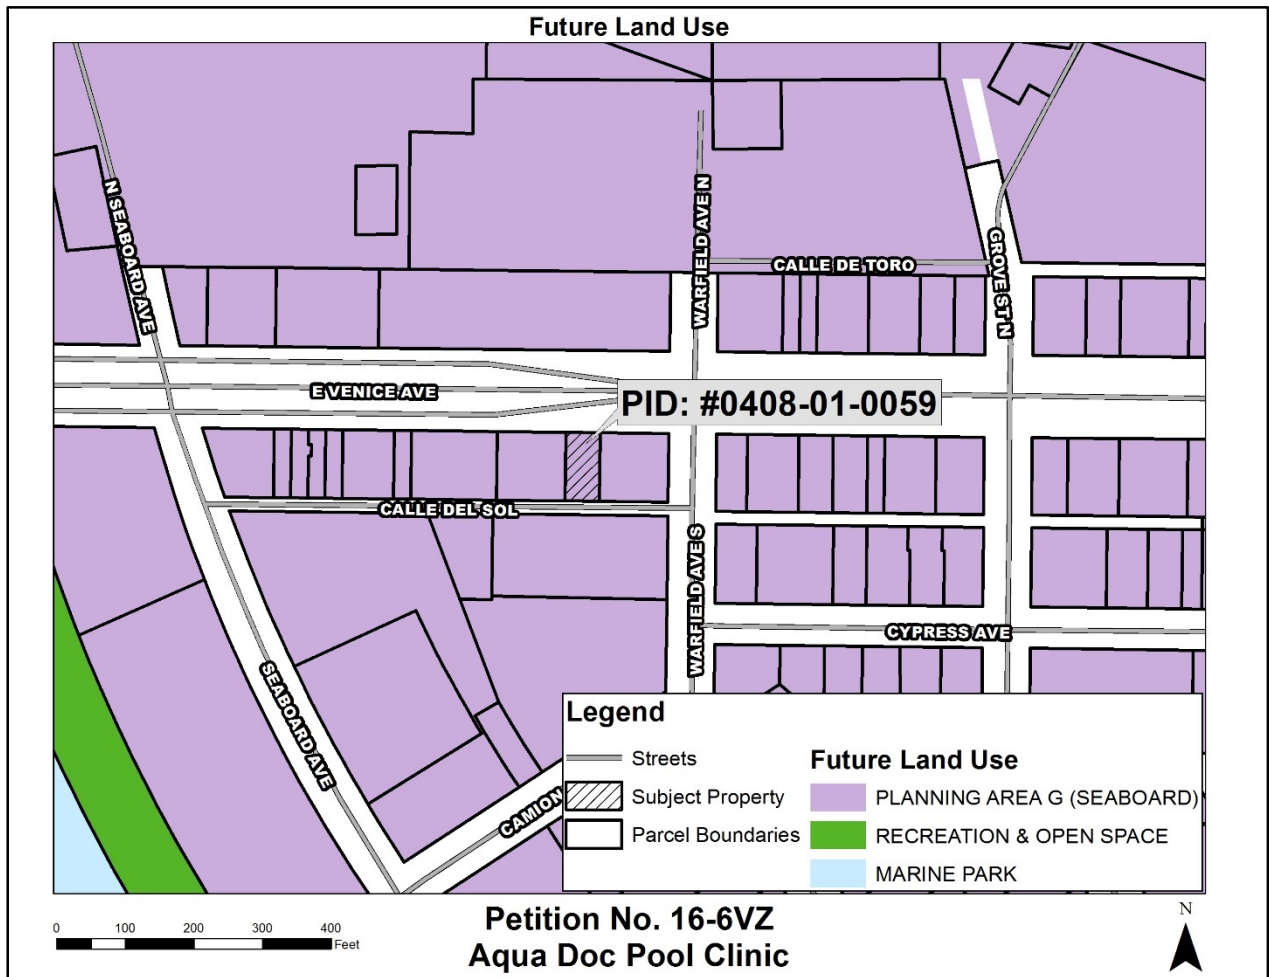 Future Land Use
N SEABOARD AVE
WARFIELD AVE N
GROVE ST N
CALLE DE TORO
E VENICE AVE
PID: #0408-01-0059
CALLE DEL SOL
WARFIELD AVE S
CYPRESS AVE
SEABOARD AVE
CAMION
Legend
Streets
Subject Property
Parcel Boundaries
Future Land Use
PLANNING AREA G (SEABOARD)
RECREATION & OPEN SPACE
MARINE PARK
0 100 200 300 400
Feet
Petition No. 16-6VZ
Aqua Doc Pool Clinic
N